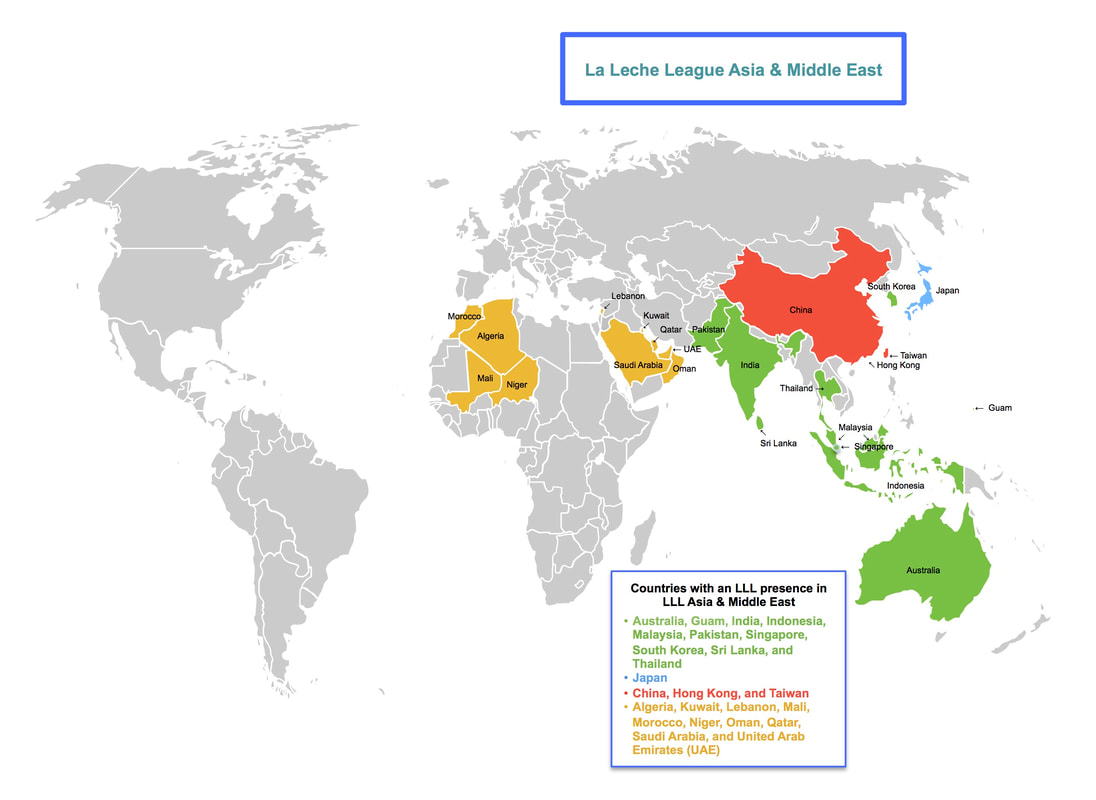 La Leche League Asia & Middle East
Lebanon
South Korea
Japan
Morocco
Kuwait
China
Algeria
Qatar
Pakistan
UAE
Taiwan
Saudi Arabia
Oman
India
Hong Kong
Mali
Niger
Thailand
Guam
Malaysia
Sri Lanka
Singapore
Indonesia
Australia
Countries with an LLL presence in
LLL Asia & Middle East
• Australia, Guam, India, Indonesia,
Malaysia, Pakistan, Singapore,
South Korea, Sri Lanka, and
Thailand
• Japan
• China, Hong Kong, and Taiwan
• Algeria, Kuwait, Lebanon, Mali,
Morocco, Niger, Oman, Qatar,
Saudi Arabia, and United Arab
Emirates (UAE)